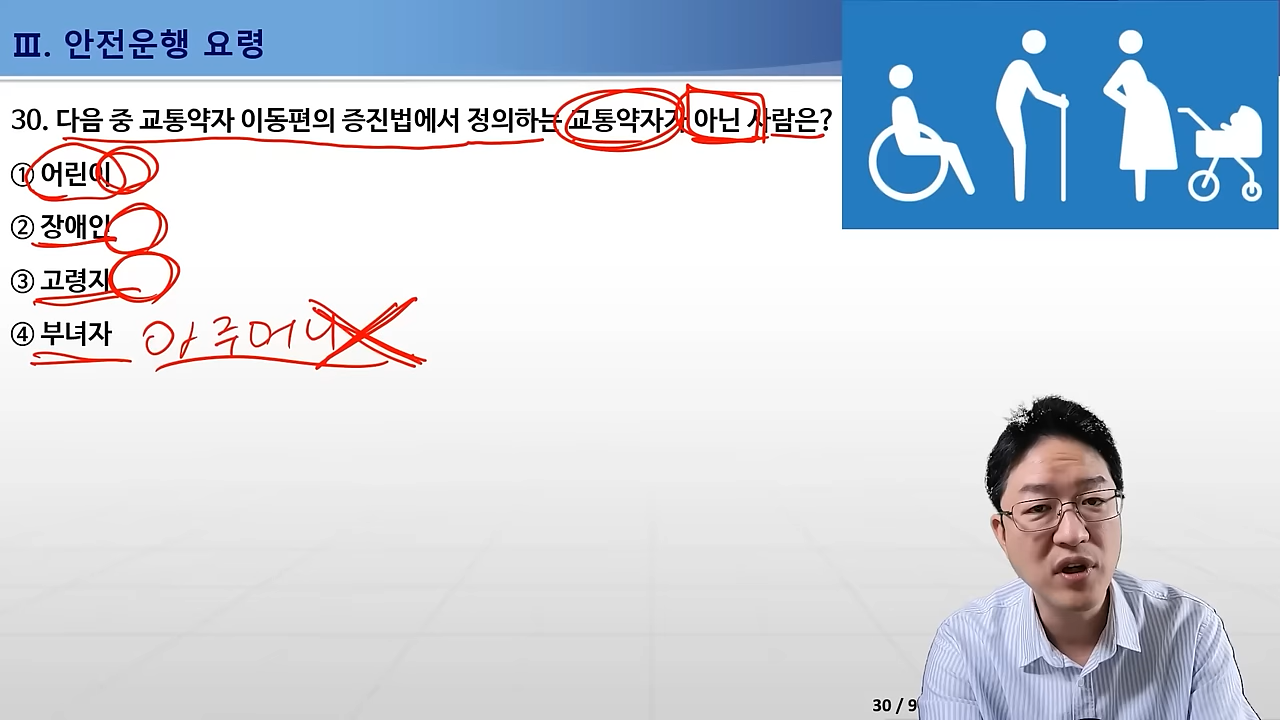 Ⅲ. 안전운행 요령
30. 다음 중 교통약자 이동편의 증진법에서 정의하는 교통약자가 아닌 사람은?
① 어린이
② 장애인
③ 고령자
④ 부녀자 아주머니
30 / 9